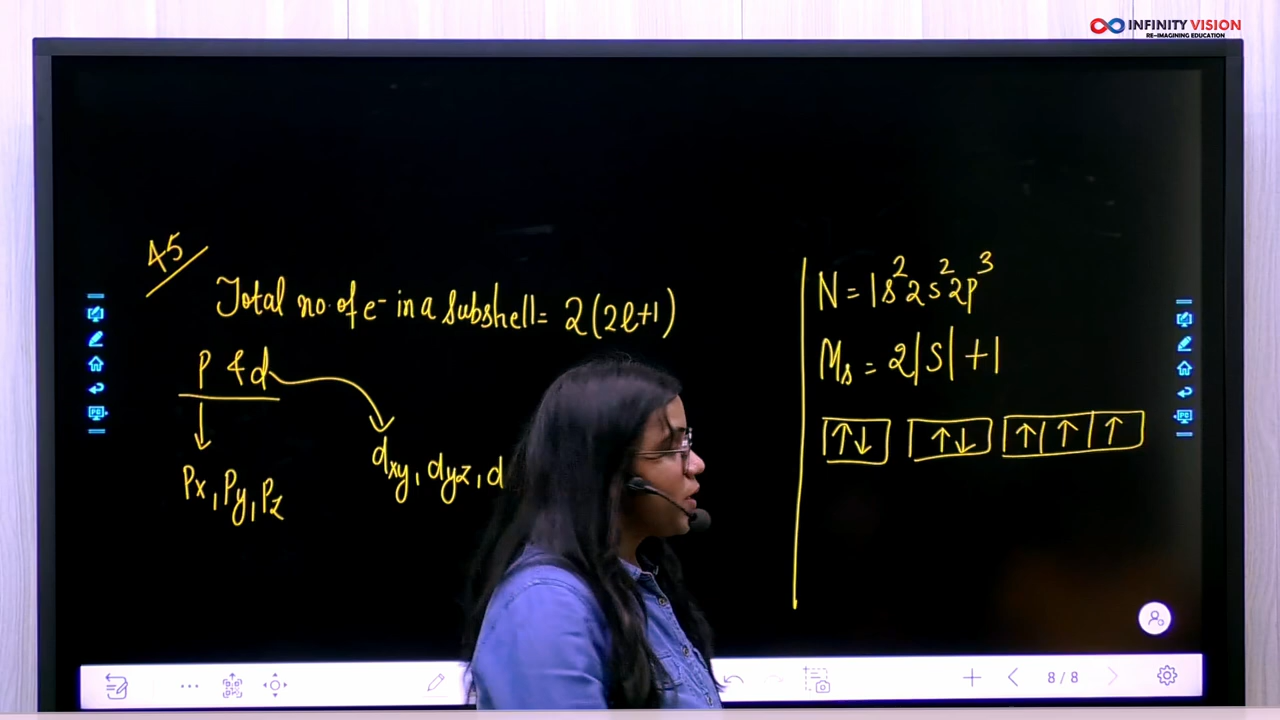 INFINITY VISION
RE-IMAGINING EDUCATION
45
Total no. of e⁻ in a subshell = 2(2l+1)
P & d
Px, Py, Pz
dxy, dyz, d
N = 1s² 2s² 2p³
Ms = 2|S| + 1
↑↓ ↑↓ ↑ ↑ ↑
8 / 8